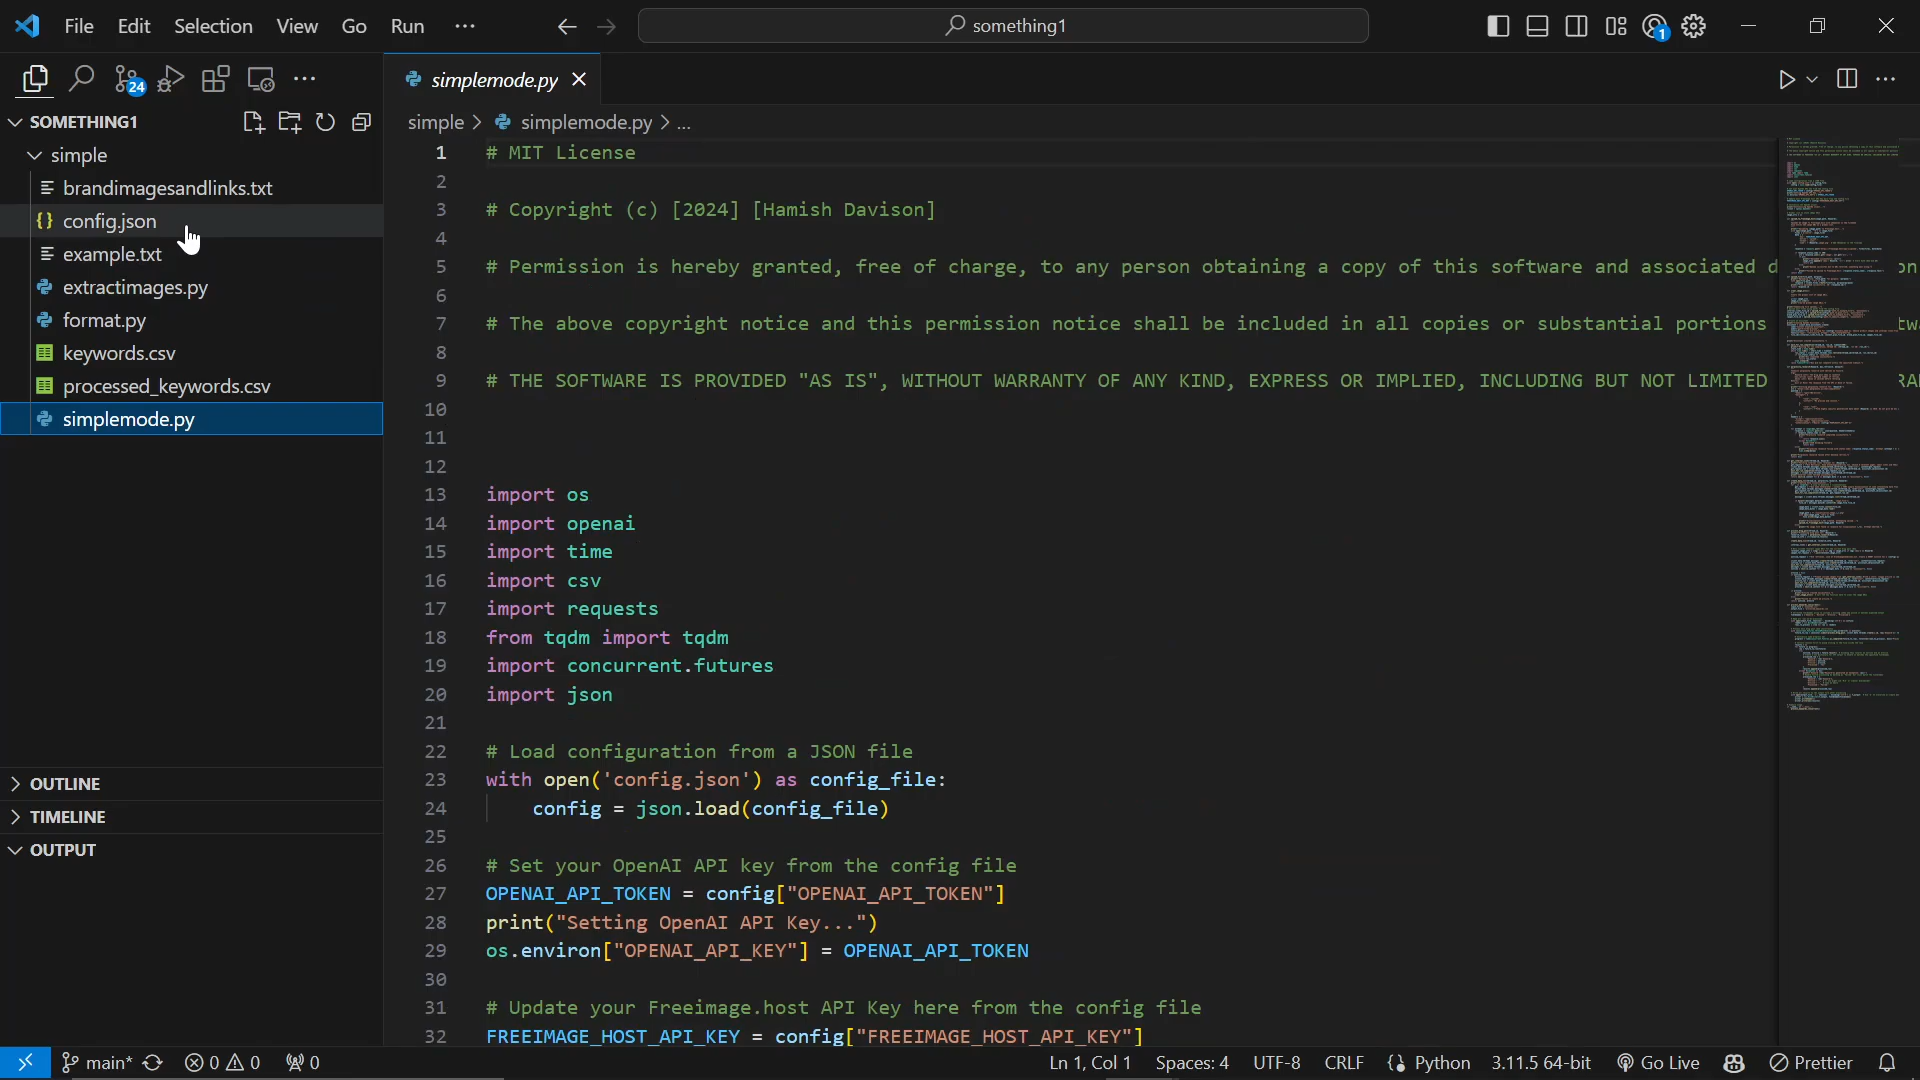 File Edit Selection View Go Run ···
something1
1
24
···
simplemode.py
SOMETHING1
simple > simplemode.py > ...
simple
brandimagesandlinks.txt
config.json
example.txt
extractimages.py
format.py
keywords.csv
processed_keywords.csv
simplemode.py
1 # MIT License
2
3 # Copyright (c) [2024] [Hamish Davison]
4
5 # Permission is hereby granted, free of charge, to any person obtaining a copy of this software and associated d
6
7 # The above copyright notice and this permission notice shall be included in all copies or substantial portions
8
9 # THE SOFTWARE IS PROVIDED "AS IS", WITHOUT WARRANTY OF ANY KIND, EXPRESS OR IMPLIED, INCLUDING BUT NOT LIMITED
10
11
12
13 import os
14 import openai
15 import time
16 import csv
17 import requests
18 from tqdm import tqdm
19 import concurrent.futures
20 import json
21
22 # Load configuration from a JSON file
23 with open('config.json') as config_file:
24 config = json.load(config_file)
25
26 # Set your OpenAI API key from the config file
27 OPENAI_API_TOKEN = config["OPENAI_API_TOKEN"]
28 print("Setting OpenAI API Key...")
29 os.environ["OPENAI_API_KEY"] = OPENAI_API_TOKEN
30
31 # Update your Freeimage.host API Key here from the config file
32 FREEIMAGE_HOST_API_KEY = config["FREEIMAGE_HOST_API_KEY"]
OUTLINE
TIMELINE
OUTPUT
main* 0 0 0 Ln 1, Col 1 Spaces: 4 UTF-8 CRLF Python 3.11.5 64-bit Go Live Prettier